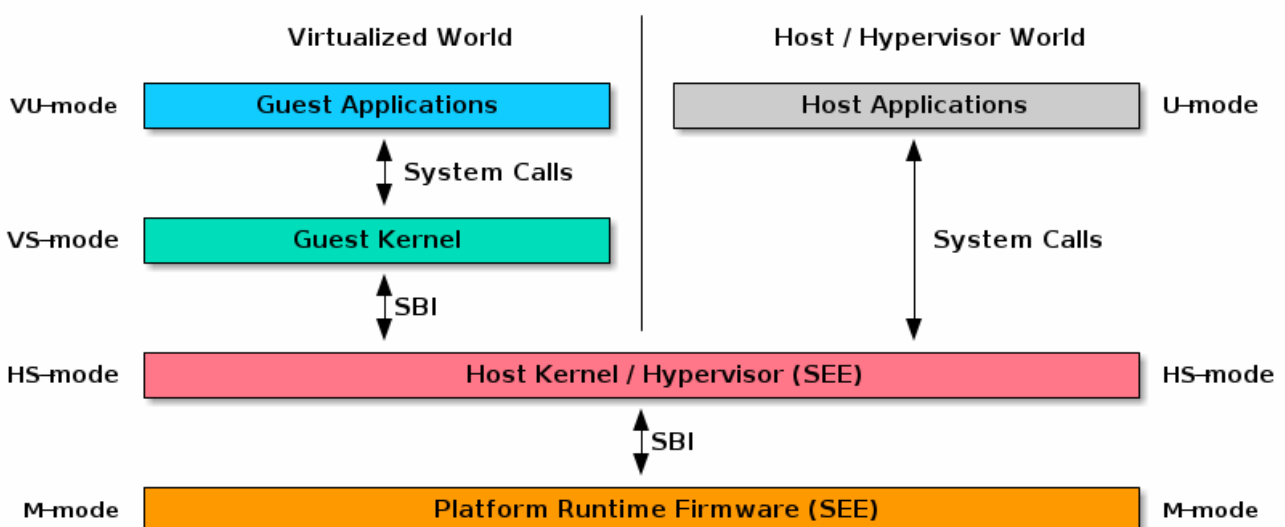 Virtualized World
Host / Hypervisor World
VU-mode
Guest Applications
Host Applications
U-mode
System Calls
VS-mode
Guest Kernel
System Calls
SBI
HS-mode
Host Kernel / Hypervisor (SEE)
HS-mode
SBI
M-mode
Platform Runtime Firmware (SEE)
M-mode